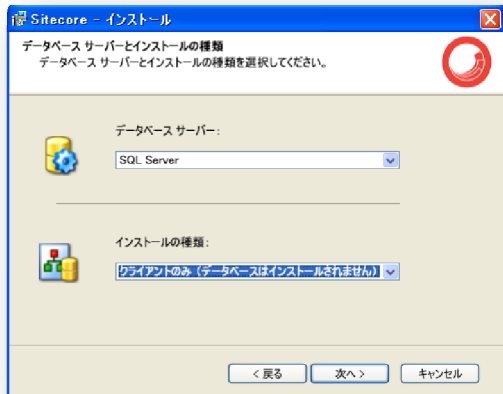 Sitecore - インストール
データベース サーバーとインストールの種類
データベース サーバーとインストールの種類を選択してください。
データベース サーバー:
SQL Server
インストールの種類:
クライアントのみ (データベースはインストールされません)
< 戻る
次へ >
キャンセル